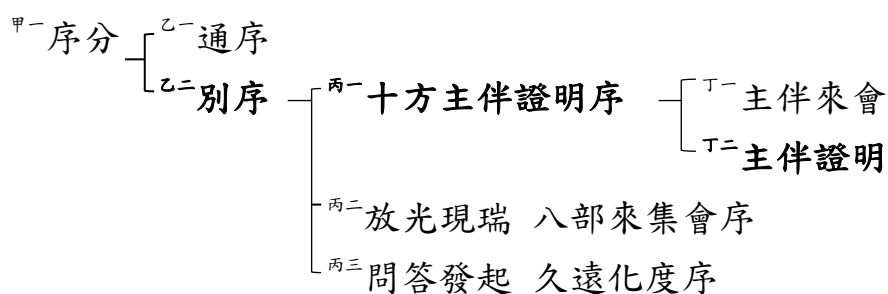 甲一序分 乙一通序
乙二別序 丙一十方主伴證明序 丁一主伴來會
丁二主伴證明
丙二放光現瑞 八部來集會序
丙三問答發起 久遠化度序